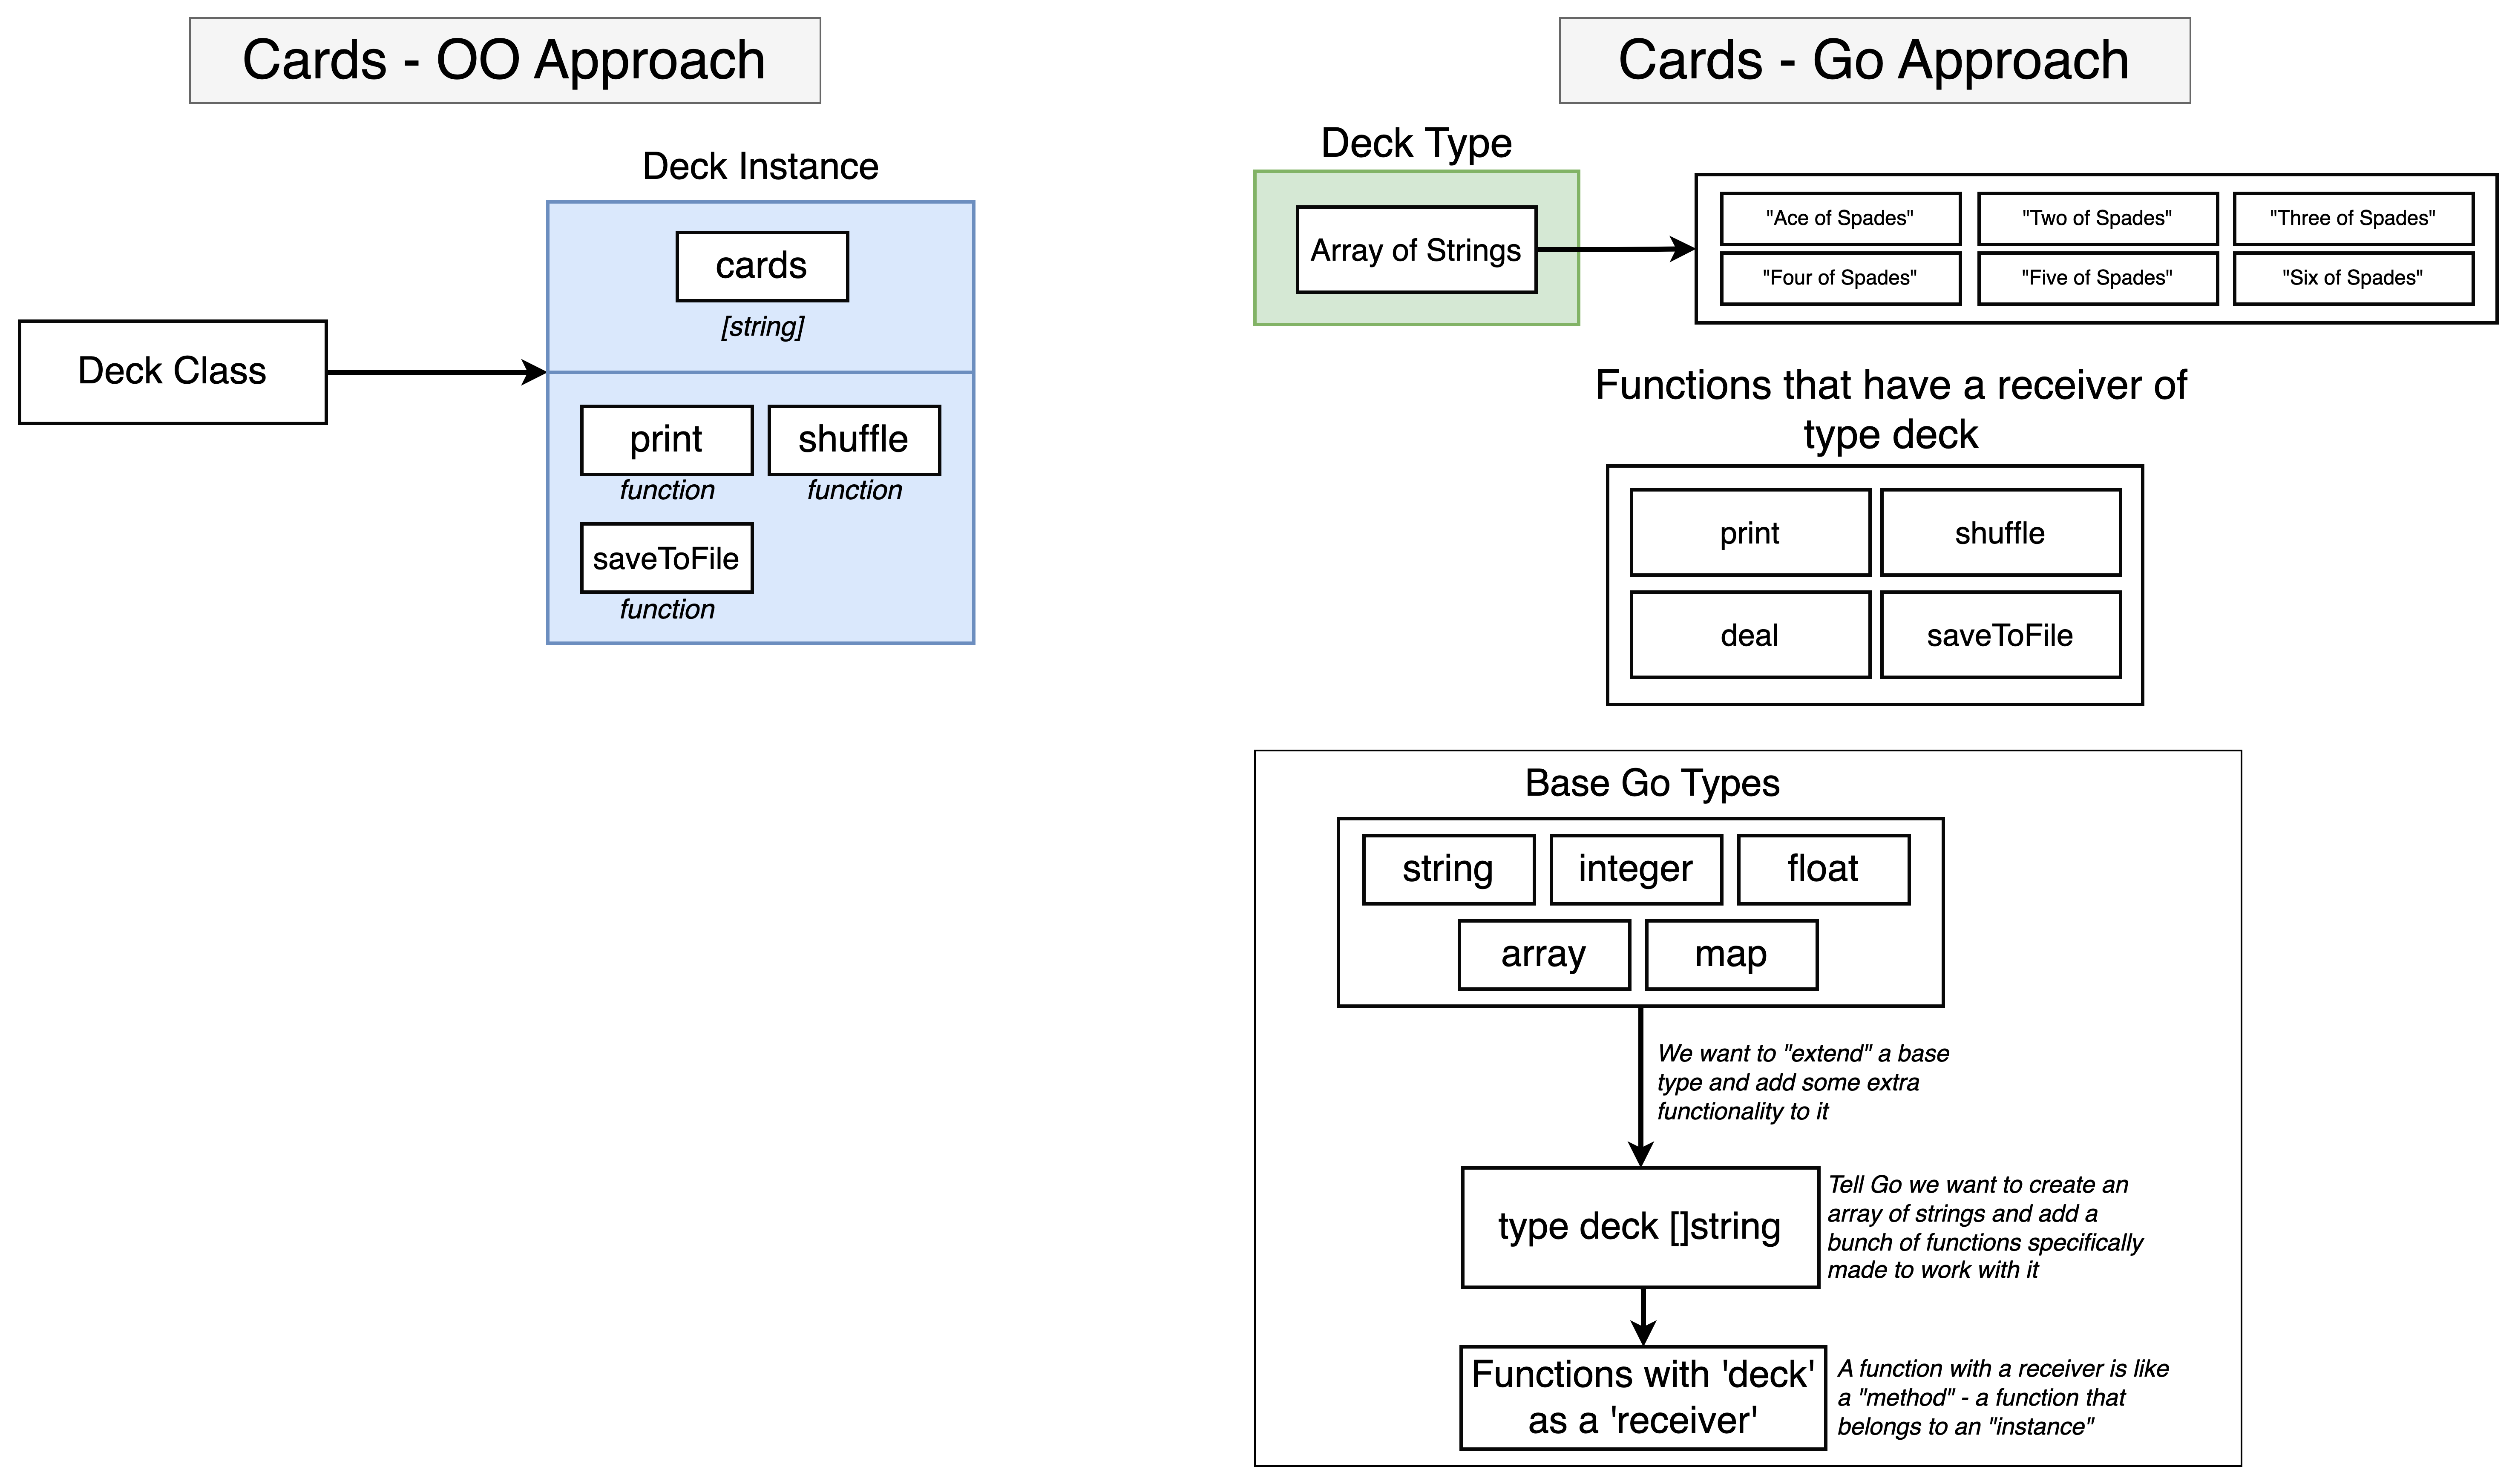 Cards - OO Approach
Deck Instance
cards
[string]
Deck Class
print
shuffle
function
function
saveToFile
function
Cards - Go Approach
Deck Type
Array of Strings
"Ace of Spades"
"Two of Spades"
"Three of Spades"
"Four of Spades"
"Five of Spades"
"Six of Spades"
Functions that have a receiver of
type deck
print
shuffle
deal
saveToFile
Base Go Types
string
integer
float
array
map
We want to "extend" a base
type and add some extra
functionality to it
type deck []string
Tell Go we want to create an
array of strings and add a
bunch of functions specifically
made to work with it
Functions with 'deck'
as a 'receiver'
A function with a receiver is like
a "method" - a function that
belongs to an "instance"